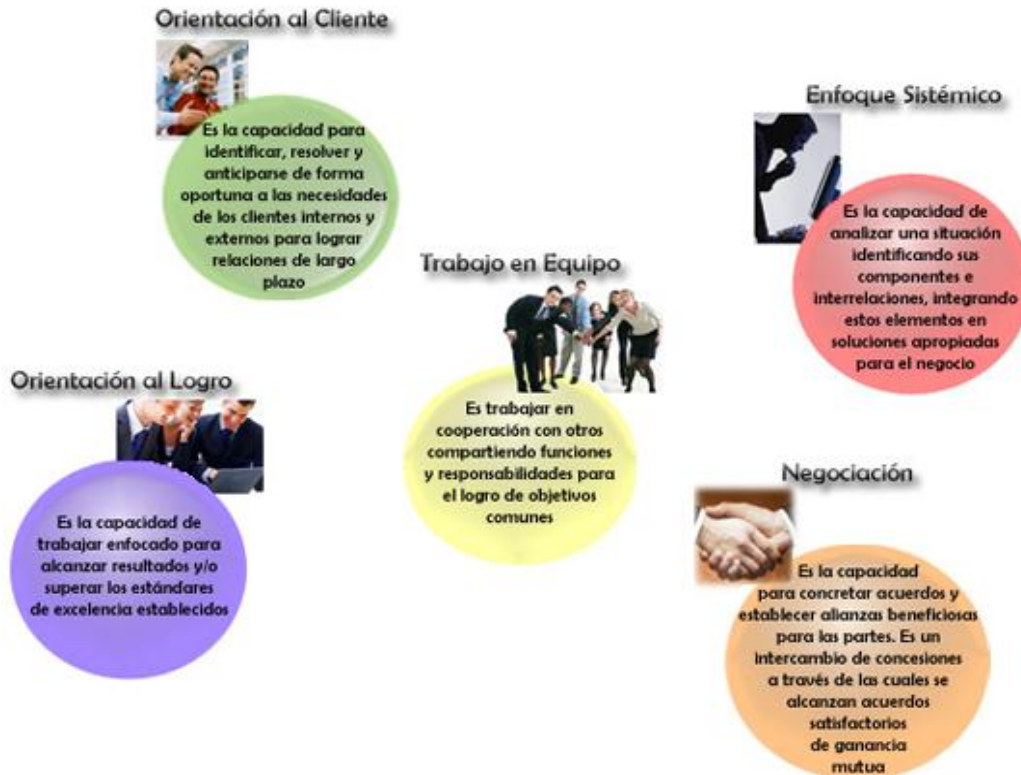 Orientación al Cliente
Es la capacidad para
identificar, resolver y
anticiparse de forma
oportuna a las necesidades
de los clientes internos y
externos para lograr
relaciones de largo
plazo
Enfoque Sistémico
Es la capacidad de
analizar una situación
identificando sus
componentes e
interrelaciones, integrando
estos elementos en
soluciones apropiadas
para el negocio
Trabajo en Equipo
Es trabajar en
cooperación con otros
compartiendo funciones
y responsabilidades para
el logro de objetivos
comunes
Orientación al Logro
Es la capacidad de
trabajar enfocado para
alcanzar resultados y/o
superar los estándares
de excelencia establecidos
Negociación
Es la capacidad
para concretar acuerdos y
establecer alianzas beneficiosas
para las partes. Es un
intercambio de concesiones
a través de las cuales se
alcanzan acuerdos
satisfactorios
de ganancia
mutua